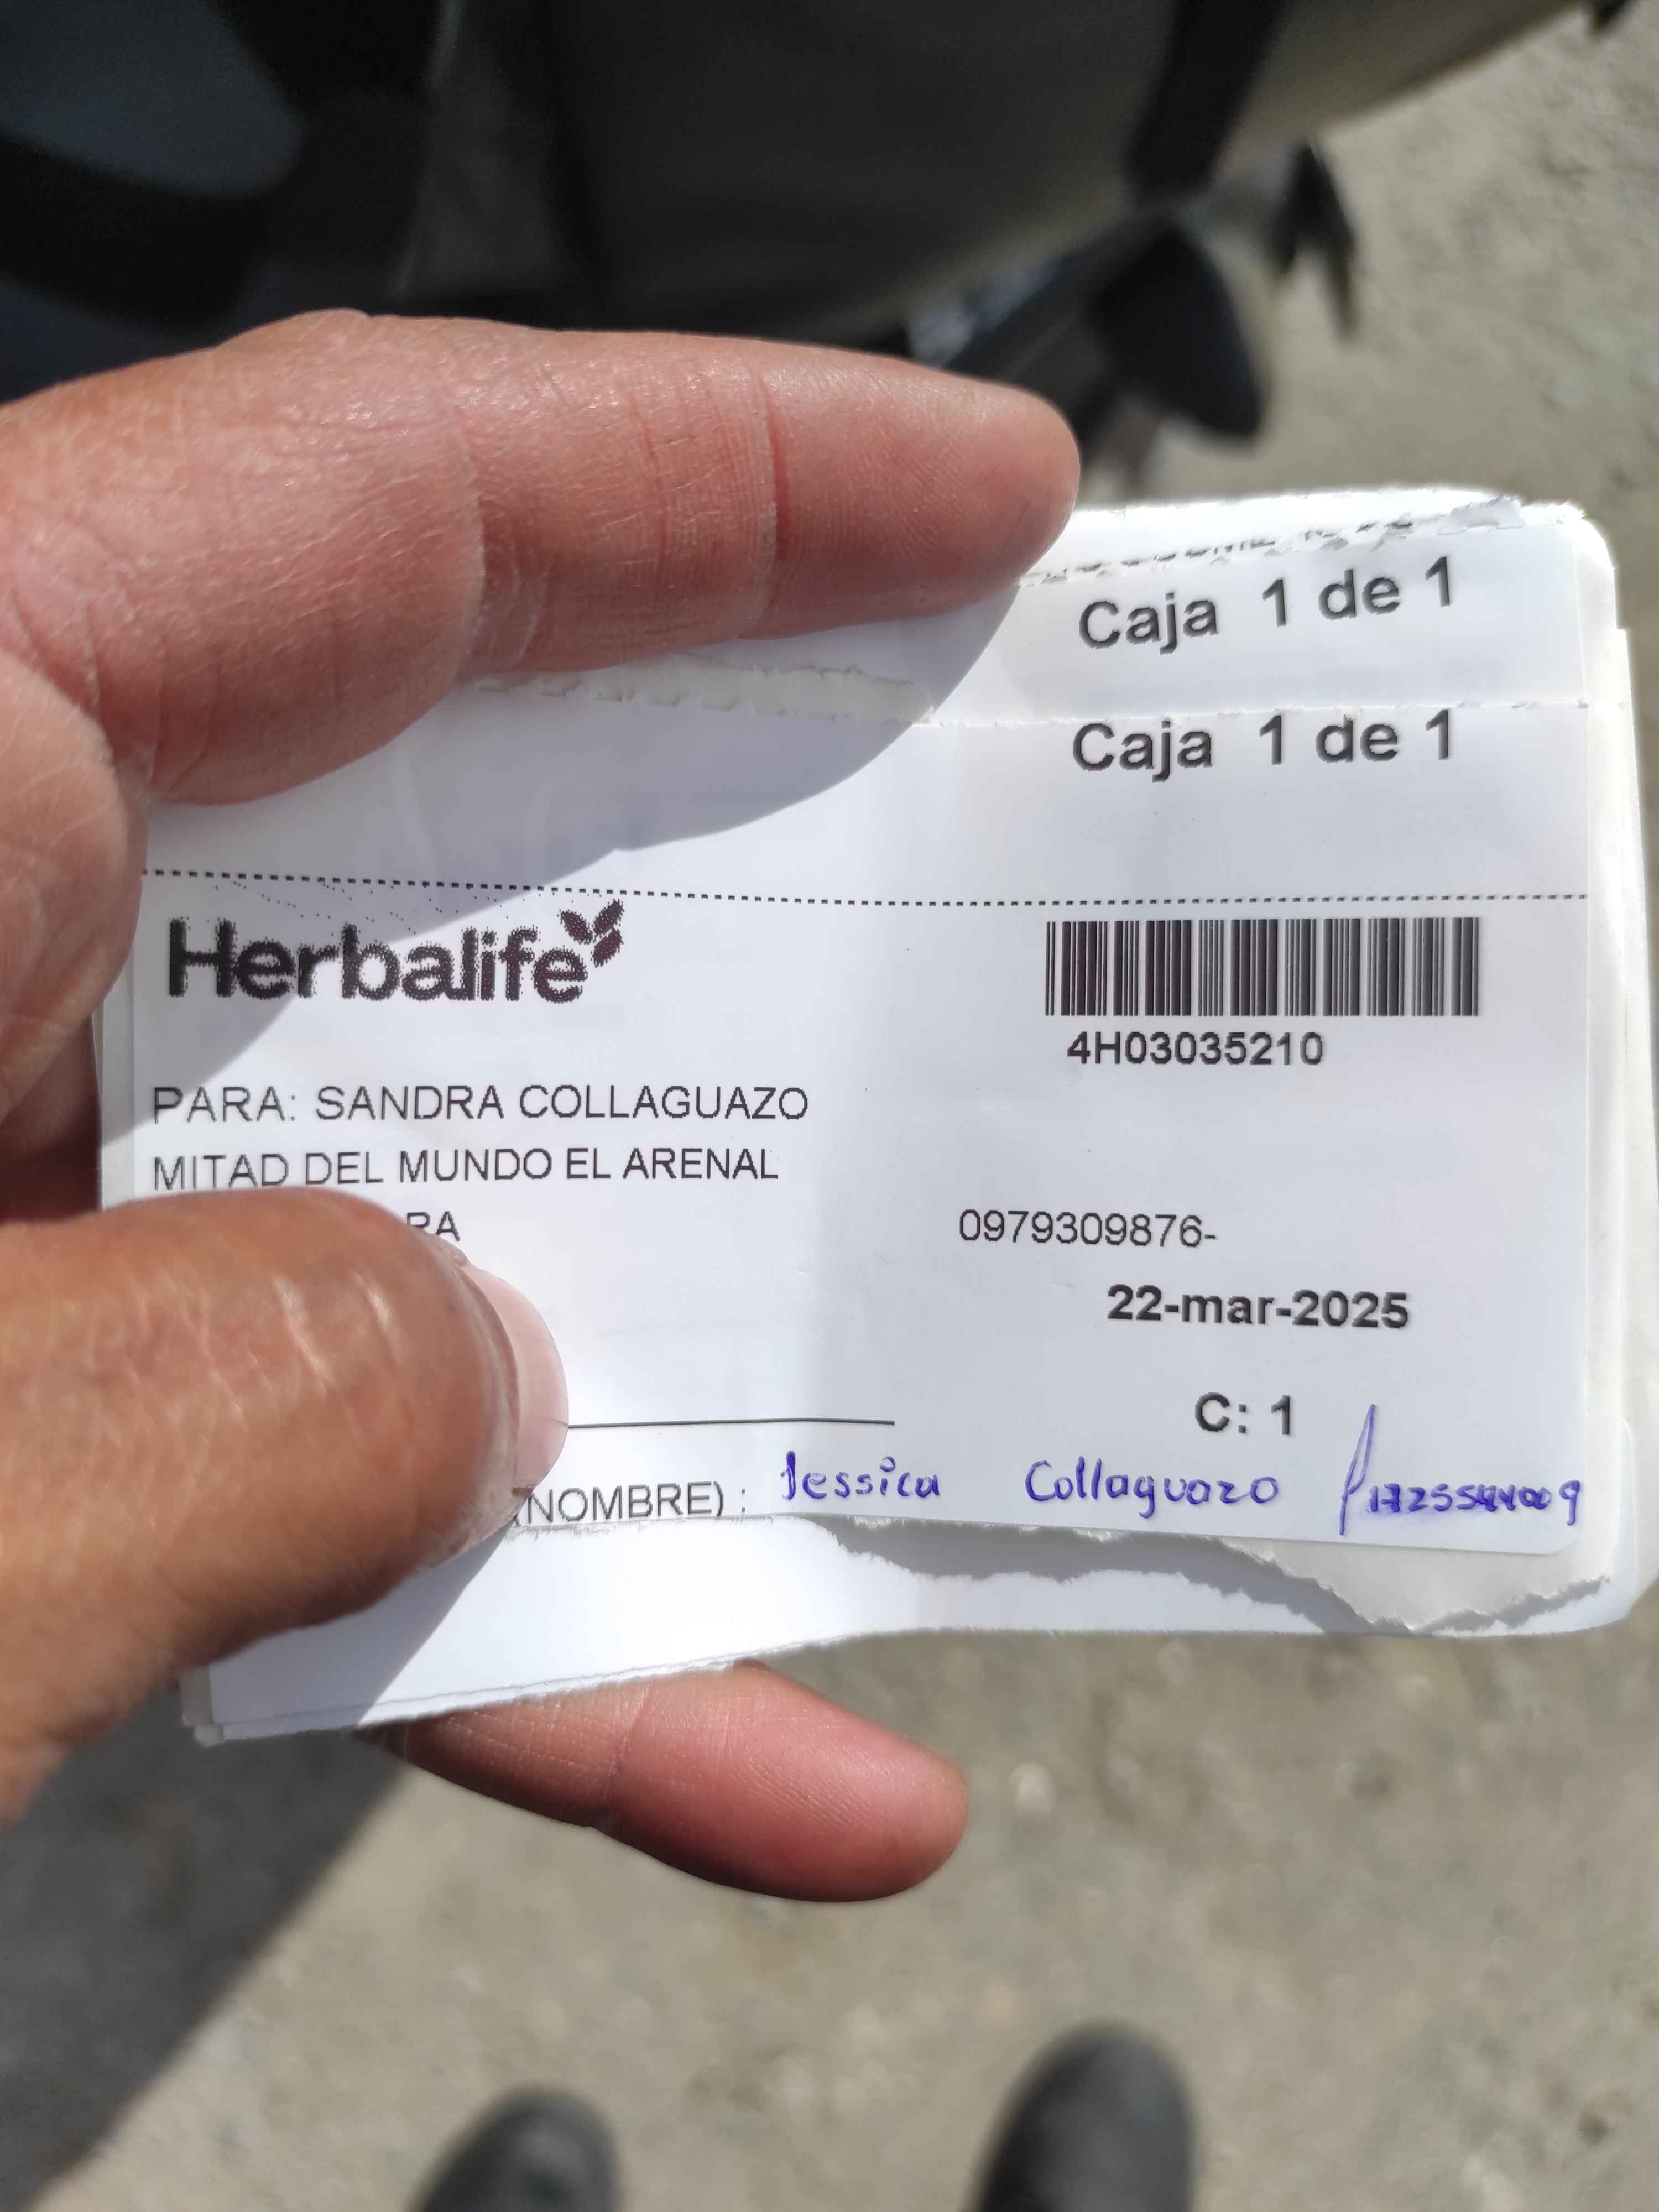 Caja 1 de 1
Caja 1 de 1
Herbalife
4H03035210
PARA: SANDRA COLLAGUAZO
MITAD DEL MUNDO EL ARENAL
RA
0979309876-
22-mar-2025
C: 1
(NOMBRE) : Jessica Collaguazo